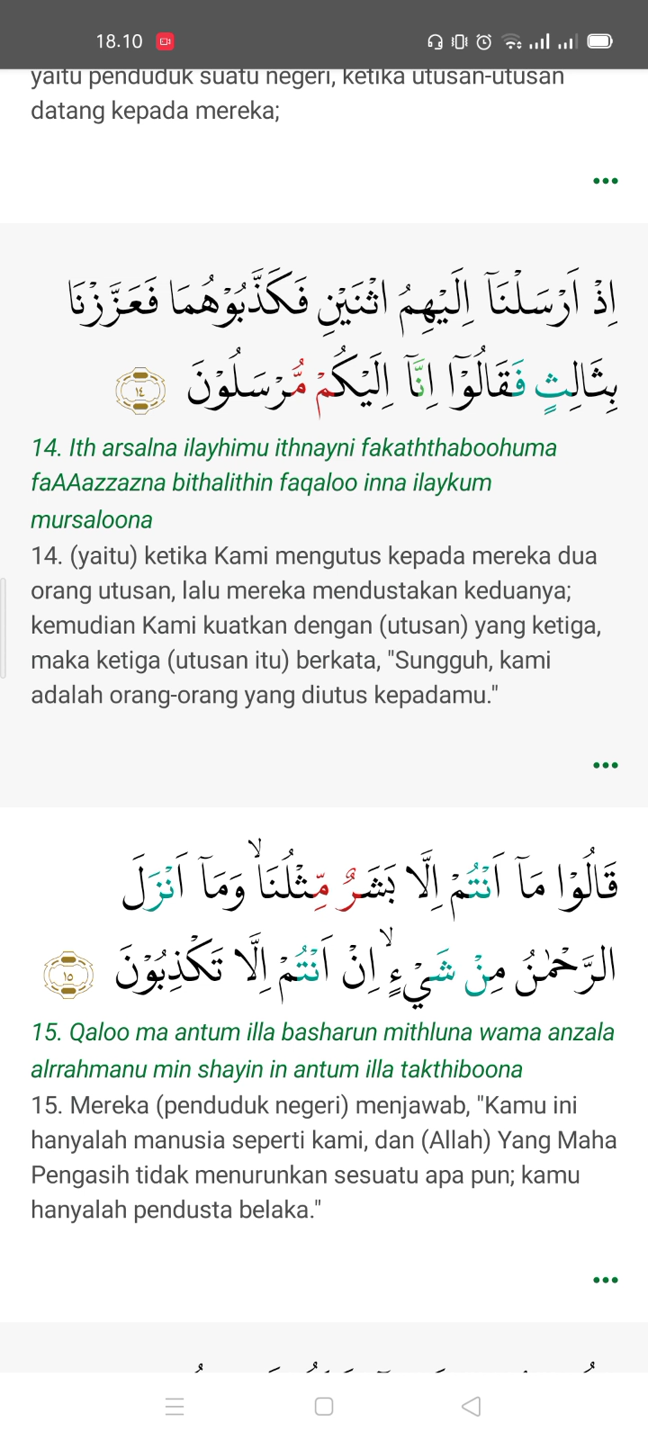 18.10
yaitu penduduk suatu negeri, ketika utusan-utusan
datang kepada mereka;
اِذْ اَرْسَلْنَآ اِلَيْهِمُ اثْنَيْنِ فَكَذَّبُوْهُمَا فَعَزَّزْنَا
بِثَالِثٍ فَقَالُوْٓا اِنَّآ اِلَيْكُمْ مُّرْسَلُوْنَ ١٤
14. Ith arsalna ilayhimu ithnayni fakaththaboohuma
faAAazzazna bithalithin faqaloo inna ilaykum
mursaloona
14. (yaitu) ketika Kami mengutus kepada mereka dua
orang utusan, lalu mereka mendustakan keduanya;
kemudian Kami kuatkan dengan (utusan) yang ketiga,
maka ketiga (utusan itu) berkata, "Sungguh, kami
adalah orang-orang yang diutus kepadamu."
قَالُوْا مَآ اَنْتُمْ اِلَّا بَشَرٌ مِّثْلُنَاۙ وَمَآ اَنْزَلَ
الرَّحْمٰنُ مِنْ شَيْءٍۙ اِنْ اَنْتُمْ اِلَّا تَكْذِبُوْنَ ١٥
15. Qaloo ma antum illa basharun mithluna wama anzala
alrrahmanu min shayin in antum illa takthiboona
15. Mereka (penduduk negeri) menjawab, "Kamu ini
hanyalah manusia seperti kami, dan (Allah) Yang Maha
Pengasih tidak menurunkan sesuatu apa pun; kamu
hanyalah pendusta belaka."